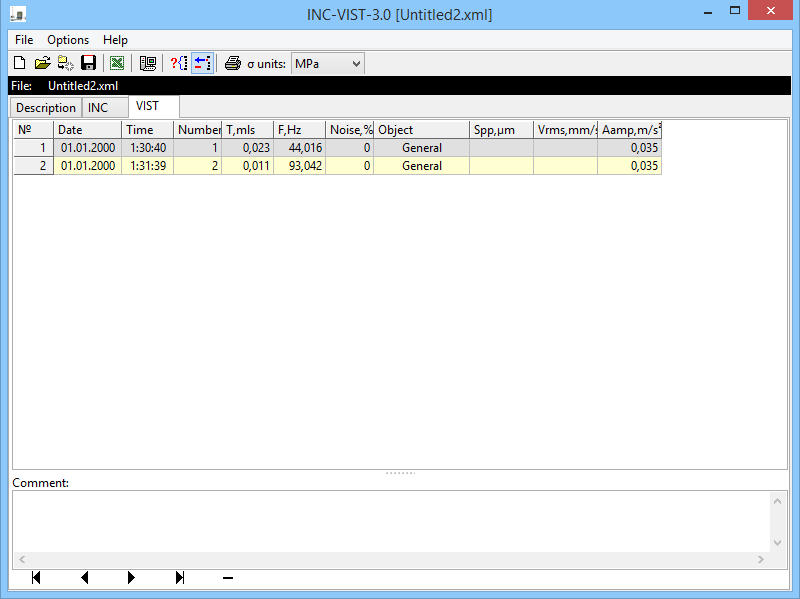 INC-VIST-3.0 [Untitled2.xml]
File Options Help
?{ σ units: MPa
File: Untitled2.xml
Description INC VIST
№ Date Time Number T,mls F,Hz Noise,% Object Spp,µm Vrms,mm/s Aamp,m/s²
1 01.01.2000 1:30:40 1 0,023 44,016 0 General 0,035
2 01.01.2000 1:31:39 2 0,011 93,042 0 General 0,035
Comment: